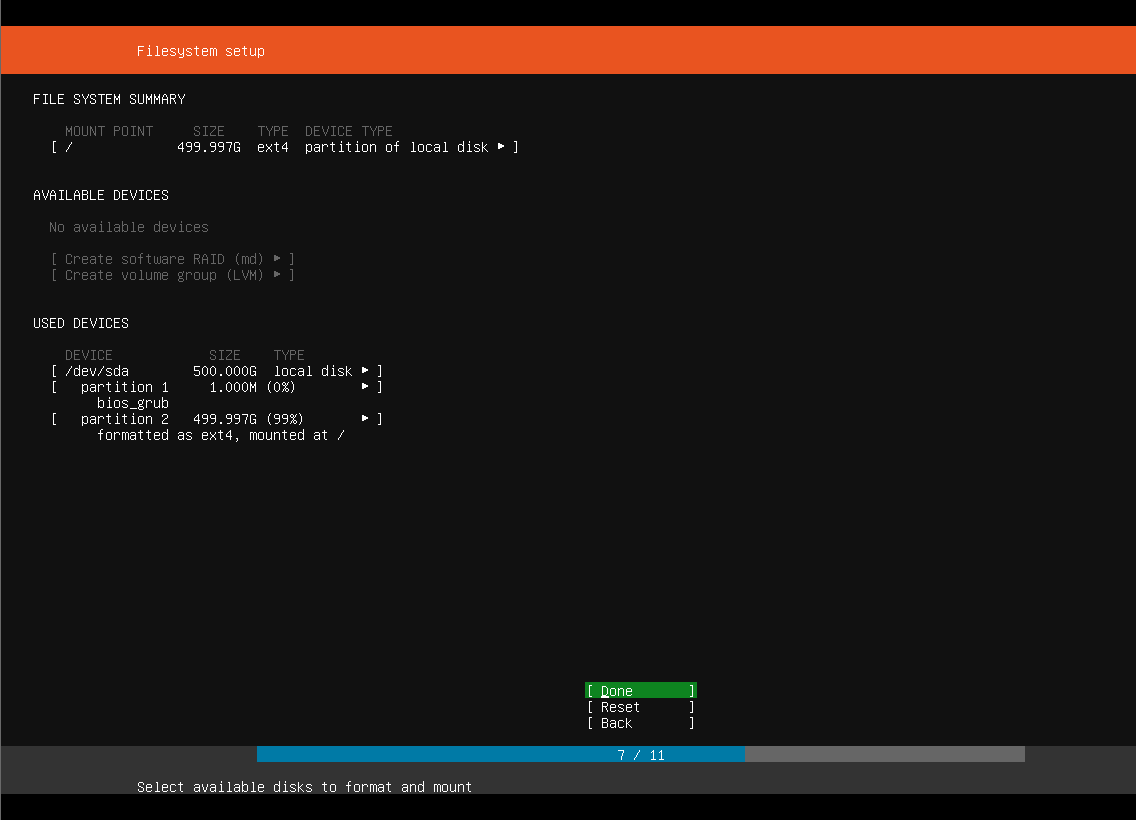 Filesystem setup
FILE SYSTEM SUMMARY
MOUNT POINT     SIZE    TYPE  DEVICE TYPE
[ /             499.997G  ext4  partition of local disk ▸ ]
AVAILABLE DEVICES
No available devices
[ Create software RAID (md) ▸ ]
[ Create volume group (LVM) ▸ ]
USED DEVICES
DEVICE            SIZE    TYPE
[ /dev/sda        500.000G  local disk ▸ ]
[   partition 1     1.000M (0%)        ▸ ]
bios_grub
[   partition 2   499.997G (99%)       ▸ ]
formatted as ext4, mounted at /
[ Done       ]
[ Reset      ]
[ Back       ]
7 / 11
Select available disks to format and mount